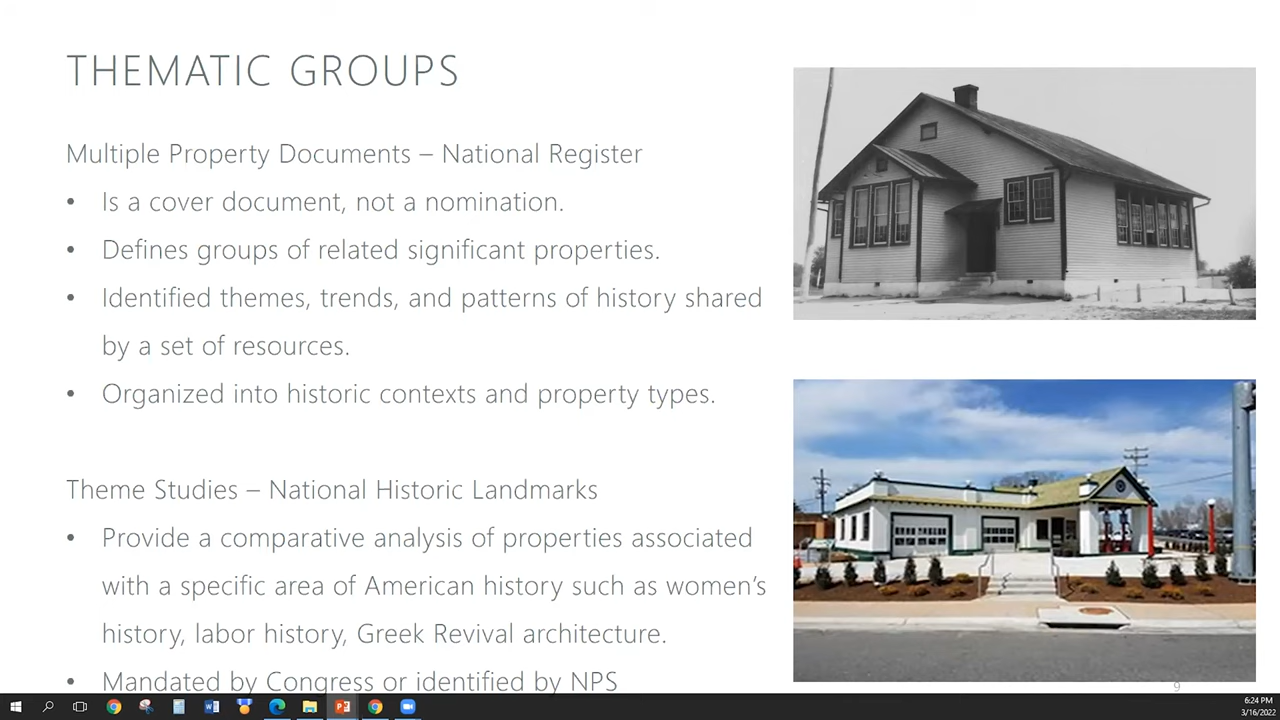 THEMATIC GROUPS
Multiple Property Documents – National Register
• Is a cover document, not a nomination.
• Defines groups of related significant properties.
• Identified themes, trends, and patterns of history shared
by a set of resources.
• Organized into historic contexts and property types.
Theme Studies – National Historic Landmarks
• Provide a comparative analysis of properties associated
with a specific area of American history such as women's
history, labor history, Greek Revival architecture.
• Mandated by Congress or identified by NPS
9
6:24 PM
3/16/2022